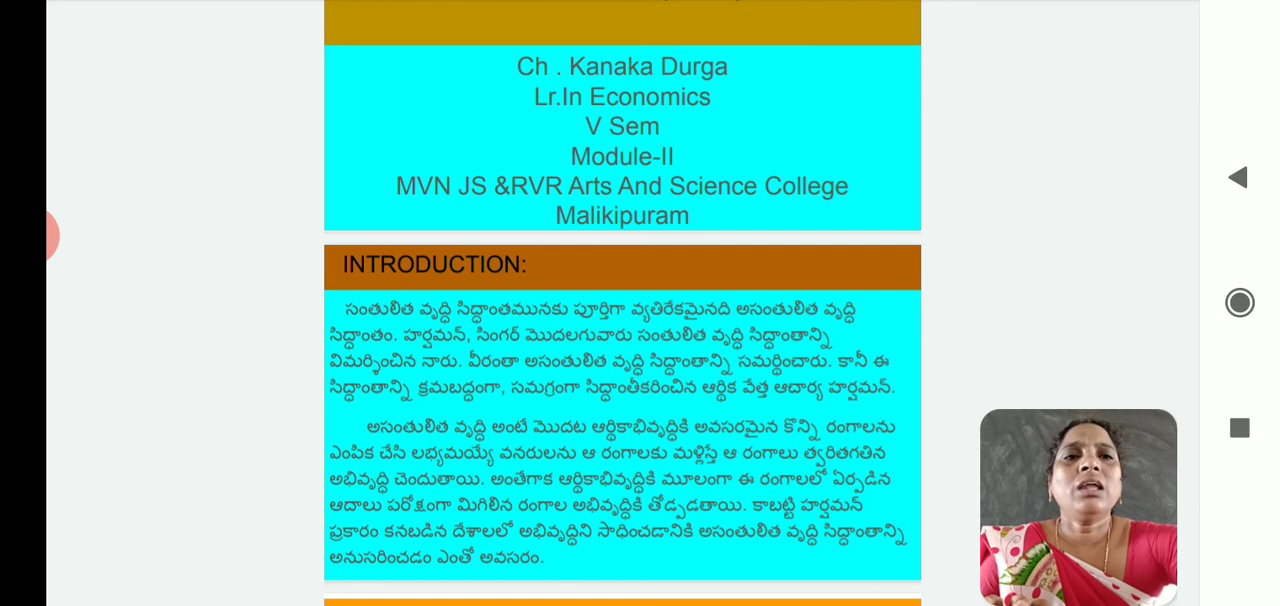 Ch . Kanaka Durga
Lr.In Economics
V Sem
Module-II
MVN JS &RVR Arts And Science College
Malikipuram
INTRODUCTION:
సంతులిత వృద్ధి సిద్ధాంతమునకు పూర్తిగా వ్యతిరేకమైనది అసంతులిత వృద్ధి
సిద్ధాంతం. హర్షమన్, సింగర్ మొదలగువారు సంతులిత వృద్ధి సిద్ధాంతాన్ని
విమర్శించిన నారు. వీరంతా అసంతులిత వృద్ధి సిద్ధాంతాన్ని సమర్థించారు. కానీ ఈ
సిద్ధాంతాన్ని క్రమబద్ధంగా, సమగ్రంగా సిద్ధాంతీకరించిన ఆర్థిక వేత్త ఆచార్య హర్షమన్.
అసంతులిత వృద్ధి అంటే మొదట ఆర్థికాభివృద్ధికి అవసరమైన కొన్ని రంగాలను
ఎంపిక చేసి లభ్యమయ్యే వనరులను ఆ రంగాలకు మళ్లిస్తే ఆ రంగాలు త్వరితగతిన
అభివృద్ధి చెందుతాయి. అంతేగాక ఆర్థికాభివృద్ధికి మూలంగా ఈ రంగాలలో ఏర్పడిన
ఆదాలు పరోక్షంగా మిగిలిన రంగాల అభివృద్ధికి తోడ్పడతాయి. కాబట్టి హర్షమన్
ప్రకారం కనబడిన దేశాలలో అభివృద్ధిని సాధించడానికి అసంతులిత వృద్ధి సిద్ధాంతాన్ని
అనుసరించడం ఎంతో అవసరం.